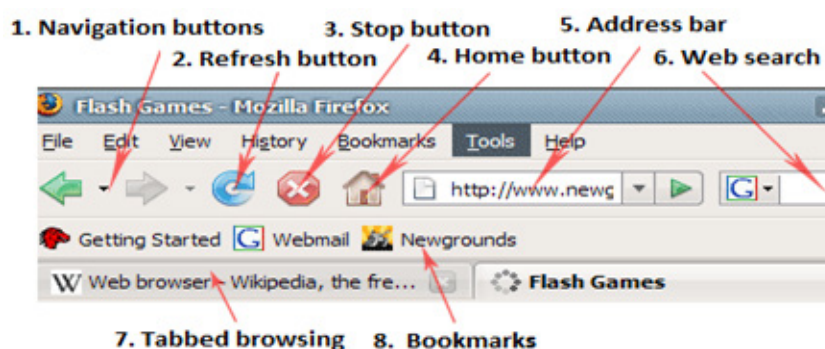 1. Navigation buttons 3. Stop button 5. Address bar
2. Refresh button 4. Home button 6. Web search
Flash Games - Mozilla Firefox
File Edit View History Bookmarks Tools Help
http://www.newg G
Getting Started G Webmail Newgrounds
W Web browser - Wikipedia, the fre... Flash Games
7. Tabbed browsing 8. Bookmarks